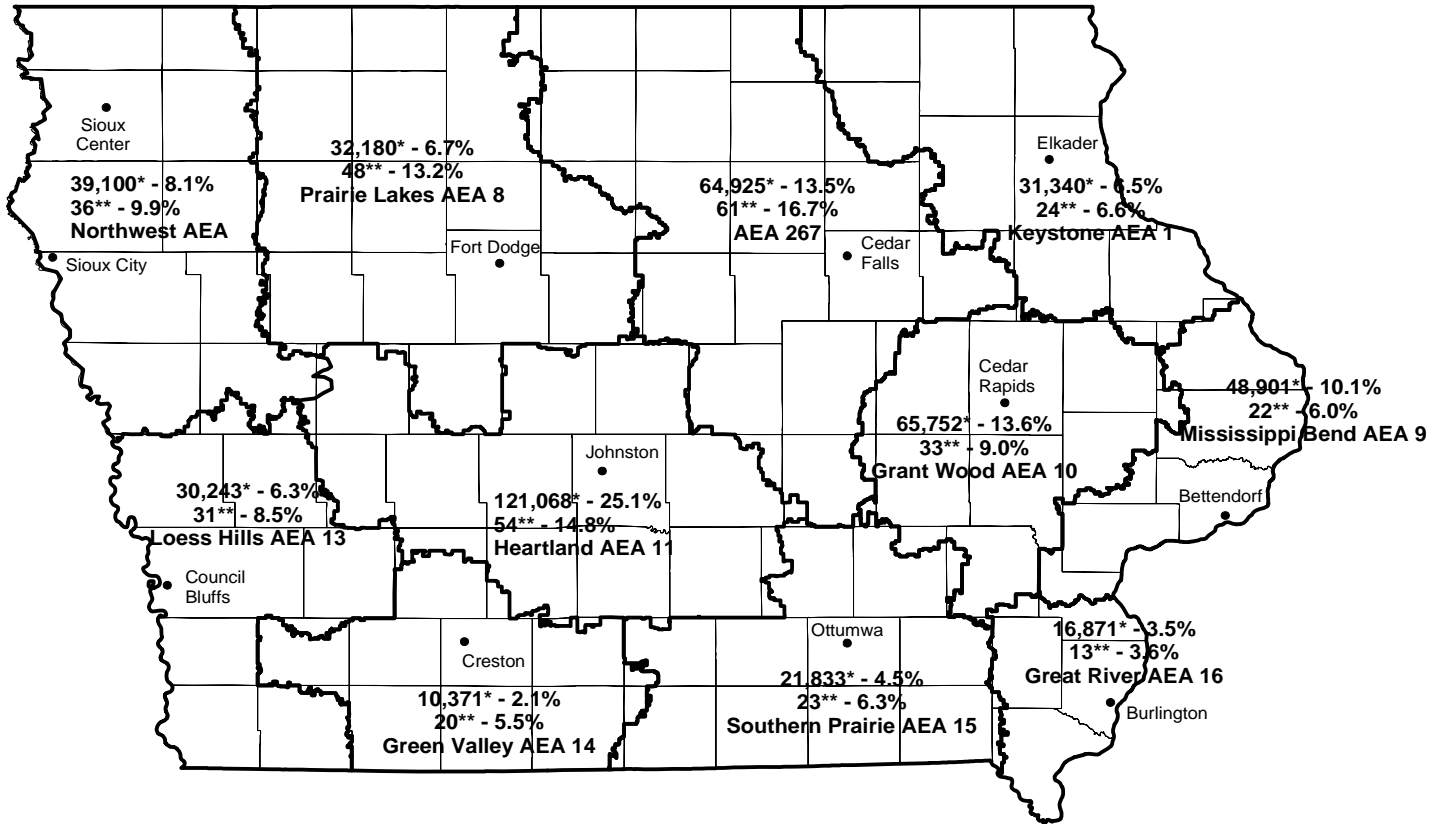 Sioux
Center
32,180* - 6.7%
48** - 13.2%
Prairie Lakes AEA 8
39,100* - 8.1%
36** - 9.9%
Northwest AEA
Sioux City
Fort Dodge
64,925* - 13.5%
61** - 16.7%
AEA 267
Cedar
Falls
Elkader
31,340* - 6.5%
24** - 6.6%
Keystone AEA 1
Cedar
Rapids
65,752* - 13.6%
33** - 9.0%
Grant Wood AEA 10
48,901* - 10.1%
22** - 6.0%
Mississippi Bend AEA 9
Bettendorf
Johnston
121,068* - 25.1%
54** - 14.8%
Heartland AEA 11
30,243* - 6.3%
31** - 8.5%
Loess Hills AEA 13
Council
Bluffs
Creston
10,371* - 2.1%
20** - 5.5%
Green Valley AEA 14
Ottumwa
21,833* - 4.5%
23** - 6.3%
Southern Prairie AEA 15
16,871* - 3.5%
13** - 3.6%
Great River AEA 16
Burlington